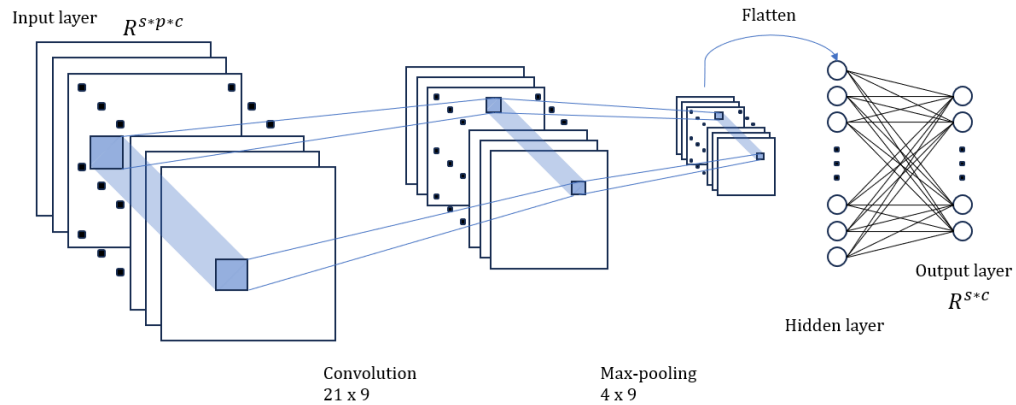 Input layer
R^{s*p*c}
Flatten
Output layer
R^{s*c}
Hidden layer
Convolution
21 x 9
Max-pooling
4 x 9